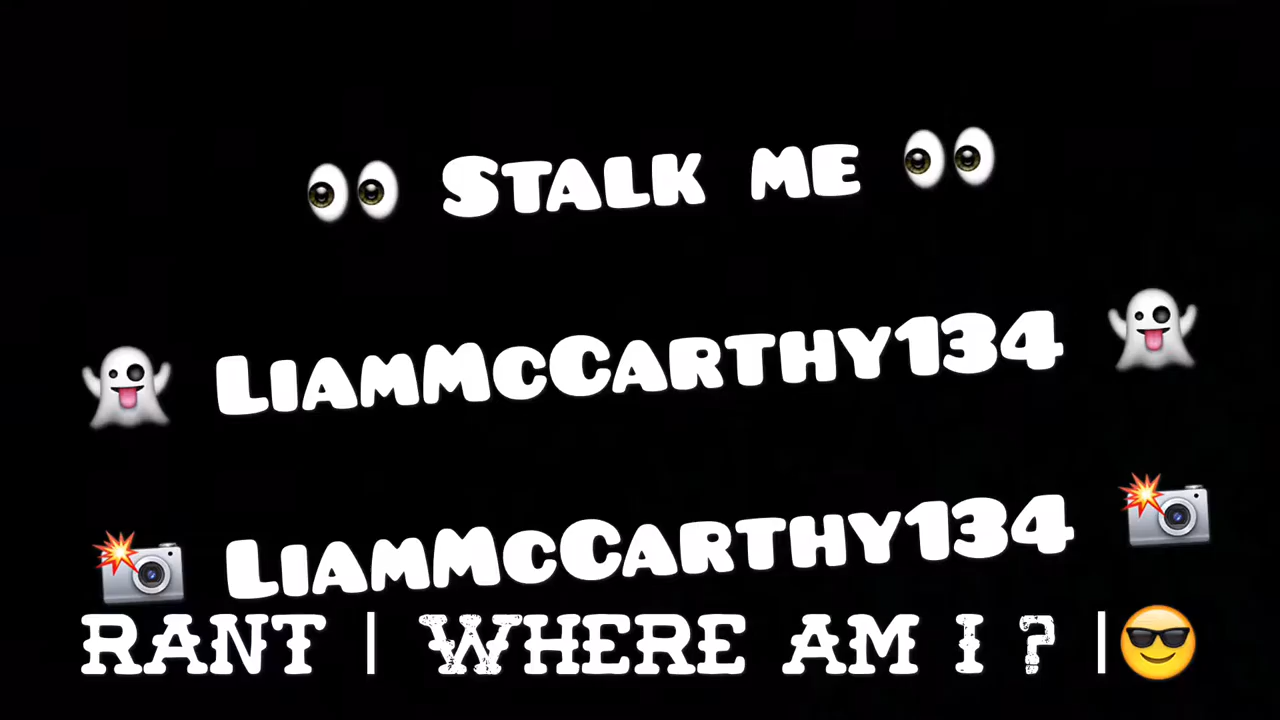 👀 Stalk me 👀
👻 LiamMcCarthy134 👻
📸 LiamMcCarthy134 📸
RANT | WHERE AM I ? |😎